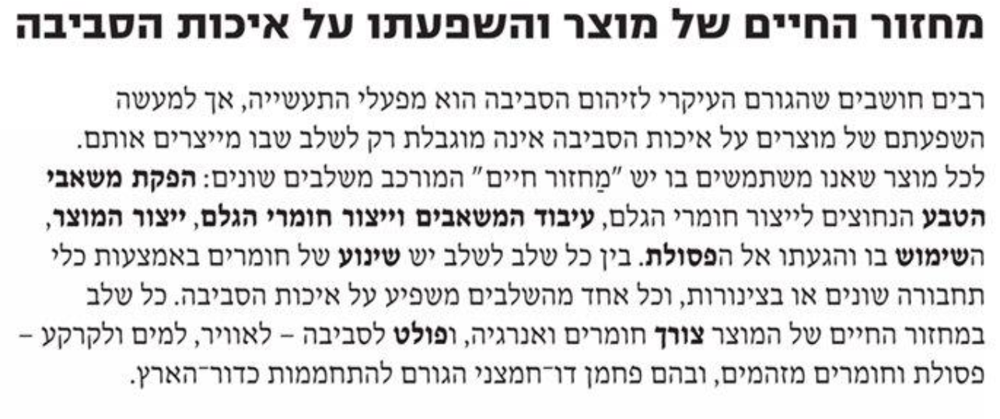 מחזור החיים של מוצר והשפעתו על איכות הסביבה
רבים חושבים שהגורם העיקרי לזיהום הסביבה הוא מפעלי התעשייה, אך למעשה
השפעתם של מוצרים על איכות הסביבה אינה מוגבלת רק לשלב שבו מייצרים אותם.
לכל מוצר שאנו משתמשים בו יש "מַחזור חיים" המורכב משלבים שונים: הפקת משאבי
הטבע הנחוצים לייצור חומרי הגלם, עיבוד המשאבים וייצור חומרי הגלם, ייצור המוצר,
השימוש בו והגעתו אל הפסולת. בין כל שלב לשלב יש שינוע של חומרים באמצעות כלי
תחבורה שונים או בצינורות, וכל אחד מהשלבים משפיע על איכות הסביבה. כל שלב
במחזור החיים של המוצר צורך חומרים ואנרגיה, ופולט לסביבה – לאוויר, למים ולקרקע –
פסולת וחומרים מזהמים, ובהם פחמן דו־חמצני הגורם להתחממות כדור־הארץ.